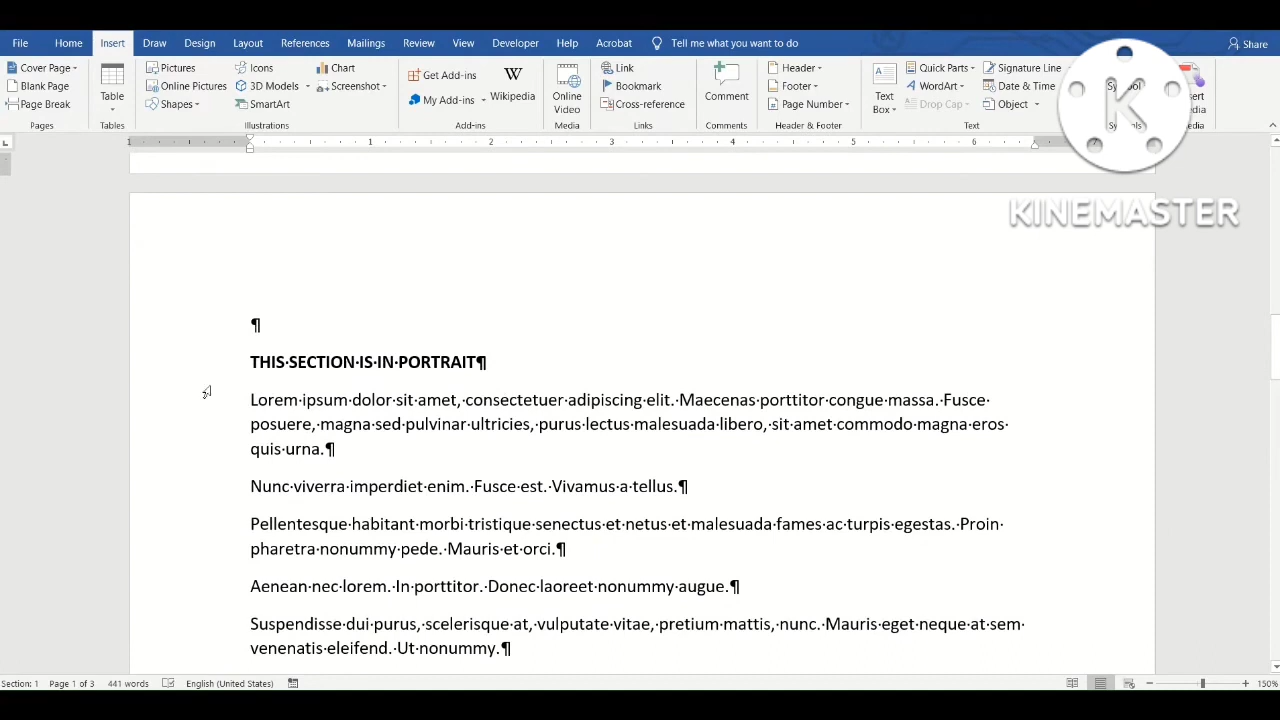 File Home Insert Draw Design Layout References Mailings Review View Developer Help Acrobat Tell me what you want to do Share
Cover Page Pictures Icons Chart Get Add-ins Link Header Quick Parts Signature Line
Blank Page Table Online Pictures 3D Models Screenshot My Add-ins Wikipedia Online Video Bookmark Comment Footer Text Box WordArt Date & Time
Page Break Shapes SmartArt Cross-reference Page Number Drop Cap Object
Pages Tables Illustrations Add-ins Media Links Comments Header & Footer Text
K
KINEMASTER
1 1 2 3 4 5 6
¶
THIS·SECTION·IS·IN·PORTRAIT¶
Lorem·ipsum·dolor·sit·amet,·consectetuer·adipiscing·elit.·Maecenas·porttitor·congue·massa.·Fusce·
posuere,·magna·sed·pulvinar·ultricies,·purus·lectus·malesuada·libero,·sit·amet·commodo·magna·eros·
quis·urna.¶
Nunc·viverra·imperdiet·enim.·Fusce·est.·Vivamus·a·tellus.¶
Pellentesque·habitant·morbi·tristique·senectus·et·netus·et·malesuada·fames·ac·turpis·egestas.·Proin·
pharetra·nonummy·pede.·Mauris·et·orci.¶
Aenean·nec·lorem.·In·porttitor.·Donec·laoreet·nonummy·augue.¶
Suspendisse·dui·purus,·scelerisque·at,·vulputate·vitae,·pretium·mattis,·nunc.·Mauris·eget·neque·at·sem·
venenatis·eleifend.·Ut·nonummy.¶
Section: 1 Page 1 of 3 441 words English (United States) 150%